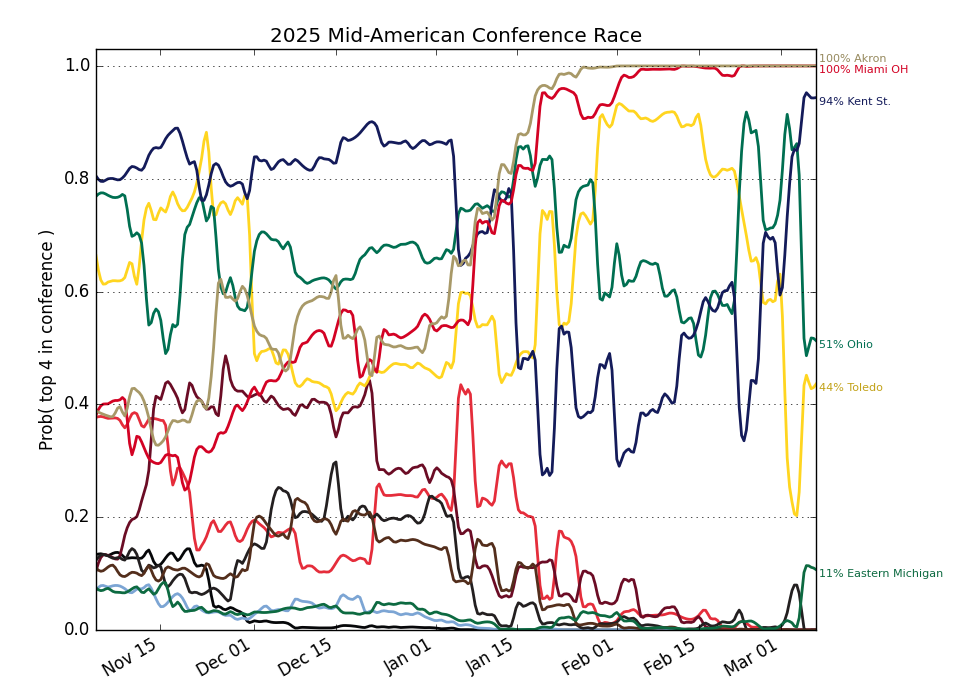 2025 Mid-American Conference Race
Prob( top 4 in conference )
1.0
0.8
0.6
0.4
0.2
0.0
Nov 15
Dec 01
Dec 15
Jan 01
Jan 15
Feb 01
Feb 15
Mar 01
100% Akron
100% Miami OH
94% Kent St.
51% Ohio
44% Toledo
11% Eastern Michigan